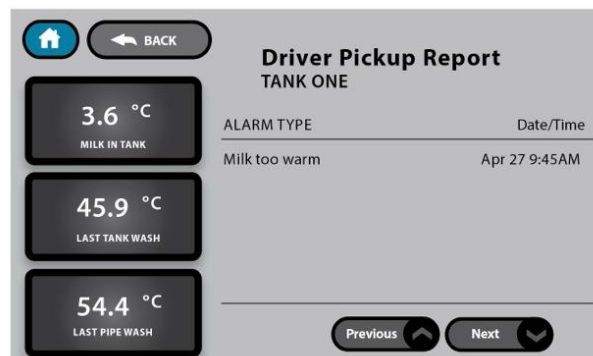 BACK
Driver Pickup Report
TANK ONE
3.6 °C
MILK IN TANK
45.9 °C
LAST TANK WASH
54.4 °C
LAST PIPE WASH
ALARM TYPE Date/Time
Milk too warm Apr 27 9:45AM
Previous Next